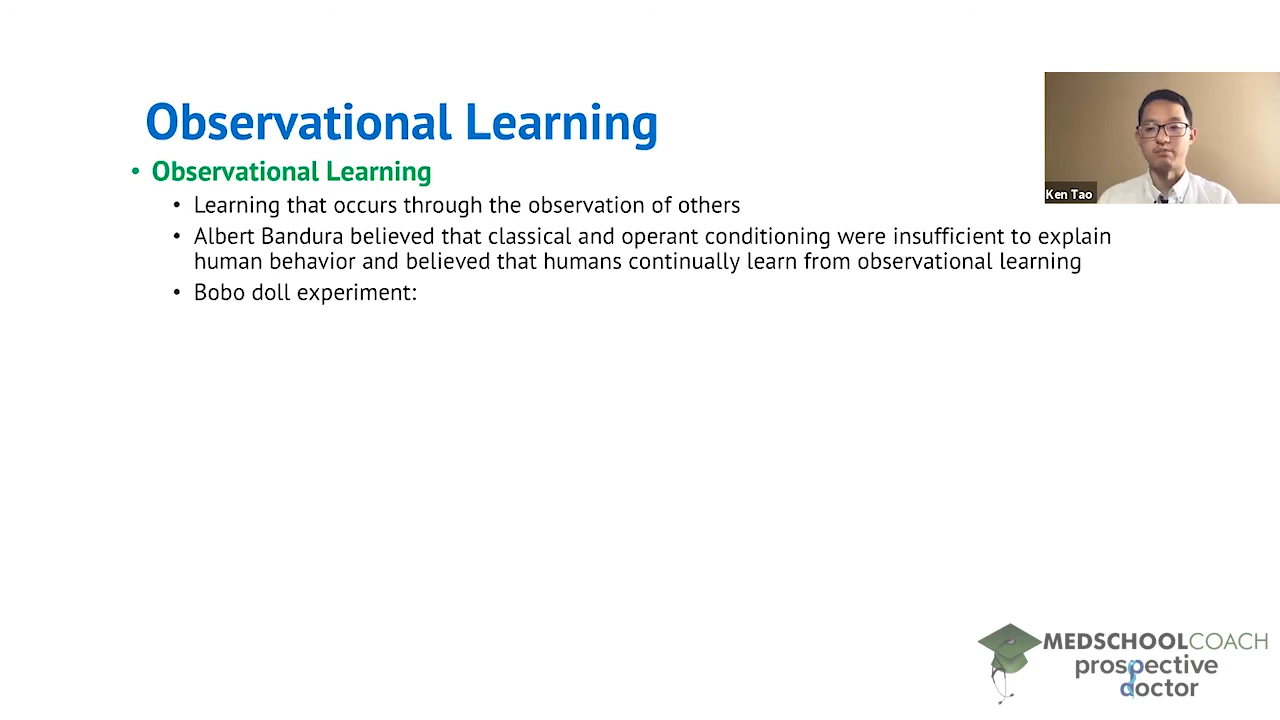 Observational Learning
• Observational Learning
• Learning that occurs through the observation of others
• Albert Bandura believed that classical and operant conditioning were insufficient to explain
human behavior and believed that humans continually learn from observational learning
• Bobo doll experiment:
Ken Tao
MEDSCHOOLCOACH
prospective
doctor